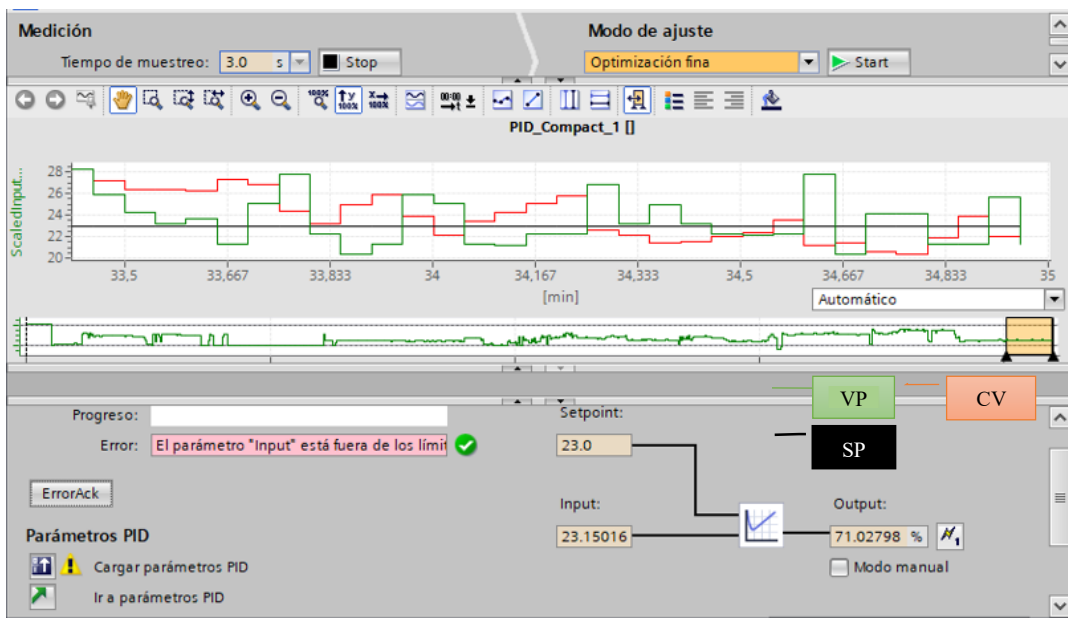 Medición Modo de ajuste
Tiempo de muestreo: 3.0 s Stop Optimización fina Start
PID_Compact_1 []
ScaledInput...
28
26
24
22
20
33,5 33,667 33,833 34 34,167 34,333 34,5 34,667 34,833 35
[min]
Automático
VP CV
SP
Progreso: Setpoint:
Error: El parámetro "Input" está fuera de los límit 23.0
ErrorAck
Input: Output:
23.15016 71.02798 %
Parámetros PID
Cargar parámetros PID Modo manual
Ir a parámetros PID